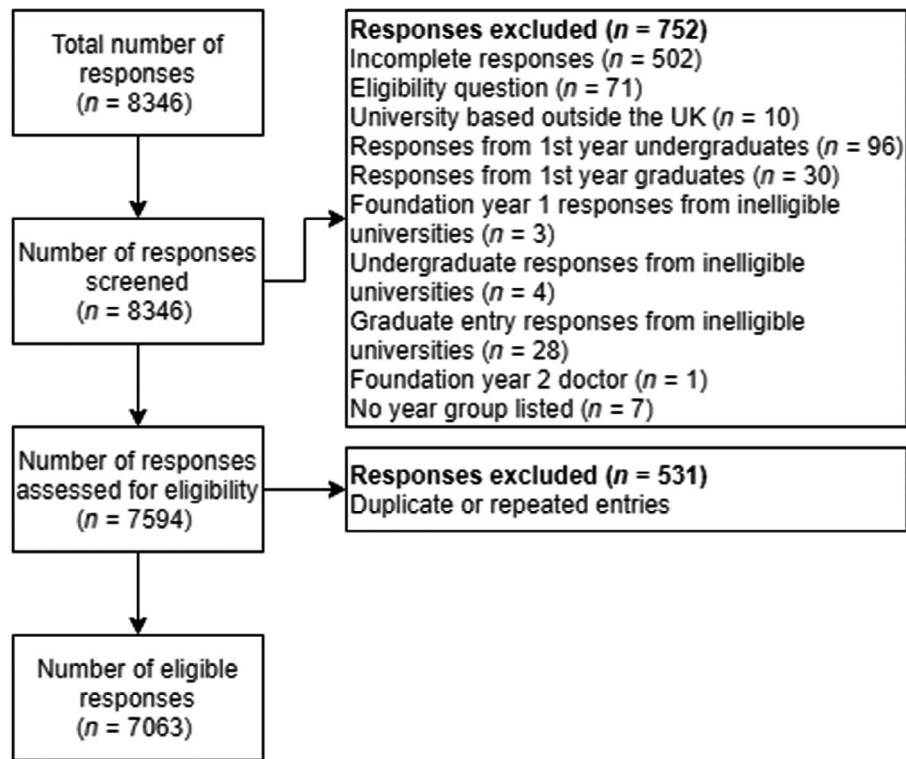 Total number of
responses
(n = 8346)
Number of responses
screened
(n = 8346)
Responses excluded (n = 752)
Incomplete responses (n = 502)
Eligibility question (n = 71)
University based outside the UK (n = 10)
Responses from 1st year undergraduates (n = 96)
Responses from 1st year graduates (n = 30)
Foundation year 1 responses from inelligible
universities (n = 3)
Undergraduate responses from inelligible
universities (n = 4)
Graduate entry responses from inelligible
universities (n = 28)
Foundation year 2 doctor (n = 1)
No year group listed (n = 7)
Number of responses
assessed for eligibility
(n = 7594)
Responses excluded (n = 531)
Duplicate or repeated entries
Number of eligible
responses
(n = 7063)